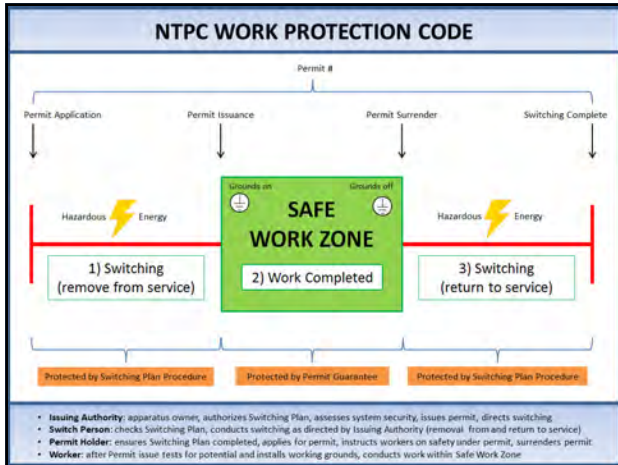 NTPC WORK PROTECTION CODE
Permit #
Permit Application
Permit Issuance
Permit Surrender
Switching Complete
Grounds on
Grounds off
Hazardous
Energy
SAFE
WORK ZONE
Hazardous
Energy
1) Switching
(remove from service)
2) Work Completed
3) Switching
(return to service)
Protected by Switching Plan Procedure
Protected by Permit Guarantee
Protected by Switching Plan Procedure
• Issuing Authority: apparatus owner, authorizes Switching Plan, assesses system security, issues permit, directs switching
• Switch Person: checks Switching Plan, conducts switching as directed by Issuing Authority (removal from and return to service)
• Permit Holder: ensures Switching Plan completed, applies for permit, instructs workers on safety under permit, surrenders permit
• Worker: after Permit issue tests for potential and installs working grounds, conducts work within Safe Work Zone